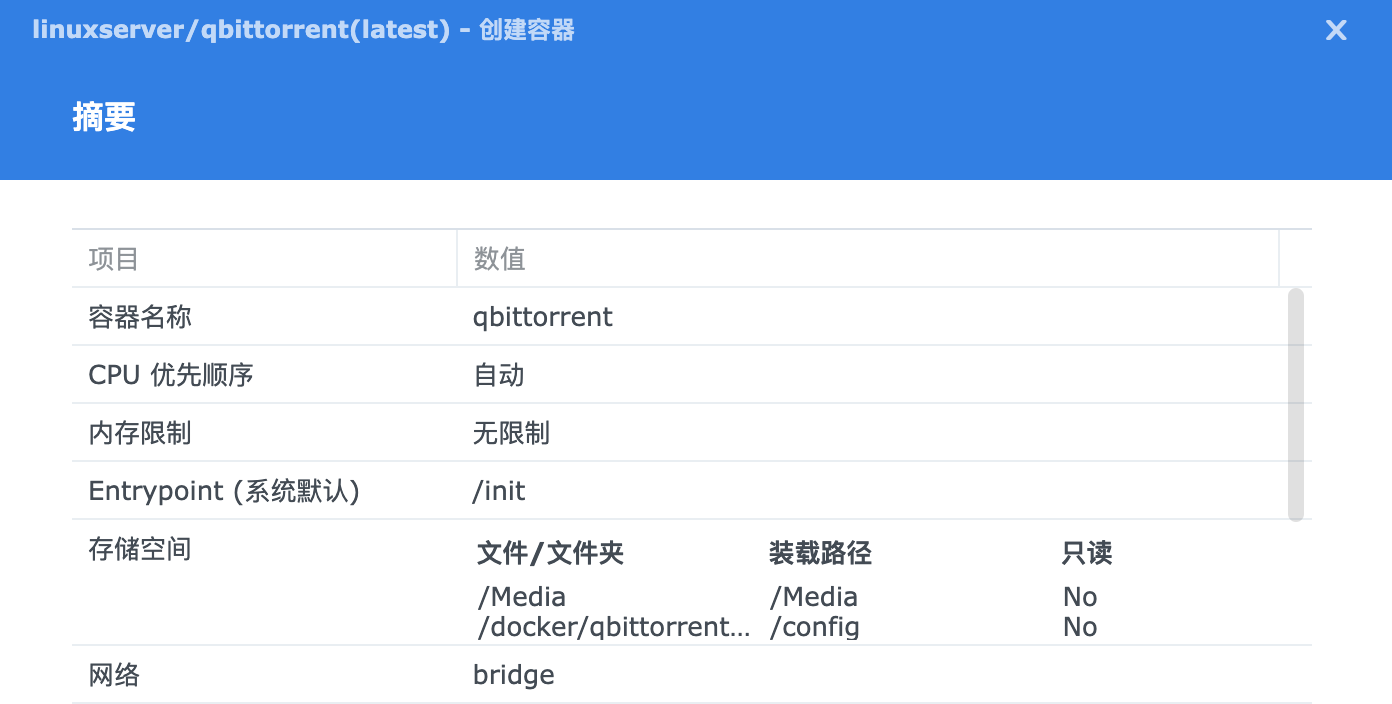 linuxserver/qbittorrent(latest) - 创建容器
摘要
项目 数值
容器名称 qbittorrent
CPU 优先顺序 自动
内存限制 无限制
Entrypoint (系统默认) /init
存储空间 文件/文件夹 装载路径 只读
/Media /Media No
/docker/qbittorrent... /config No
网络 bridge